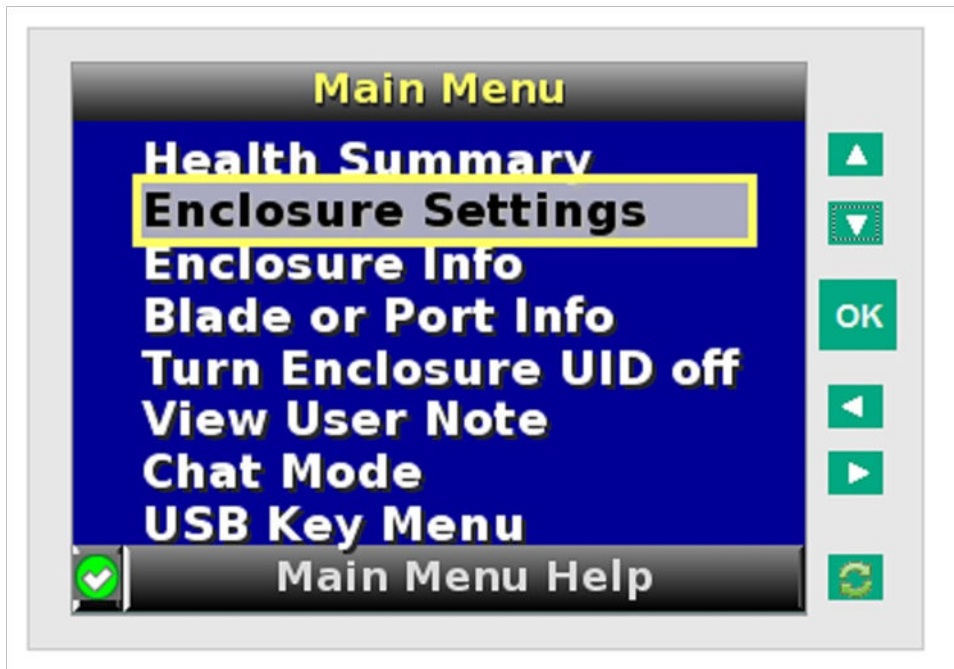 Main Menu
Health Summary
Enclosure Settings
Enclosure Info
Blade or Port Info
OK
Turn Enclosure UID off
View User Note
Chat Mode
USB Key Menu
Main Menu Help